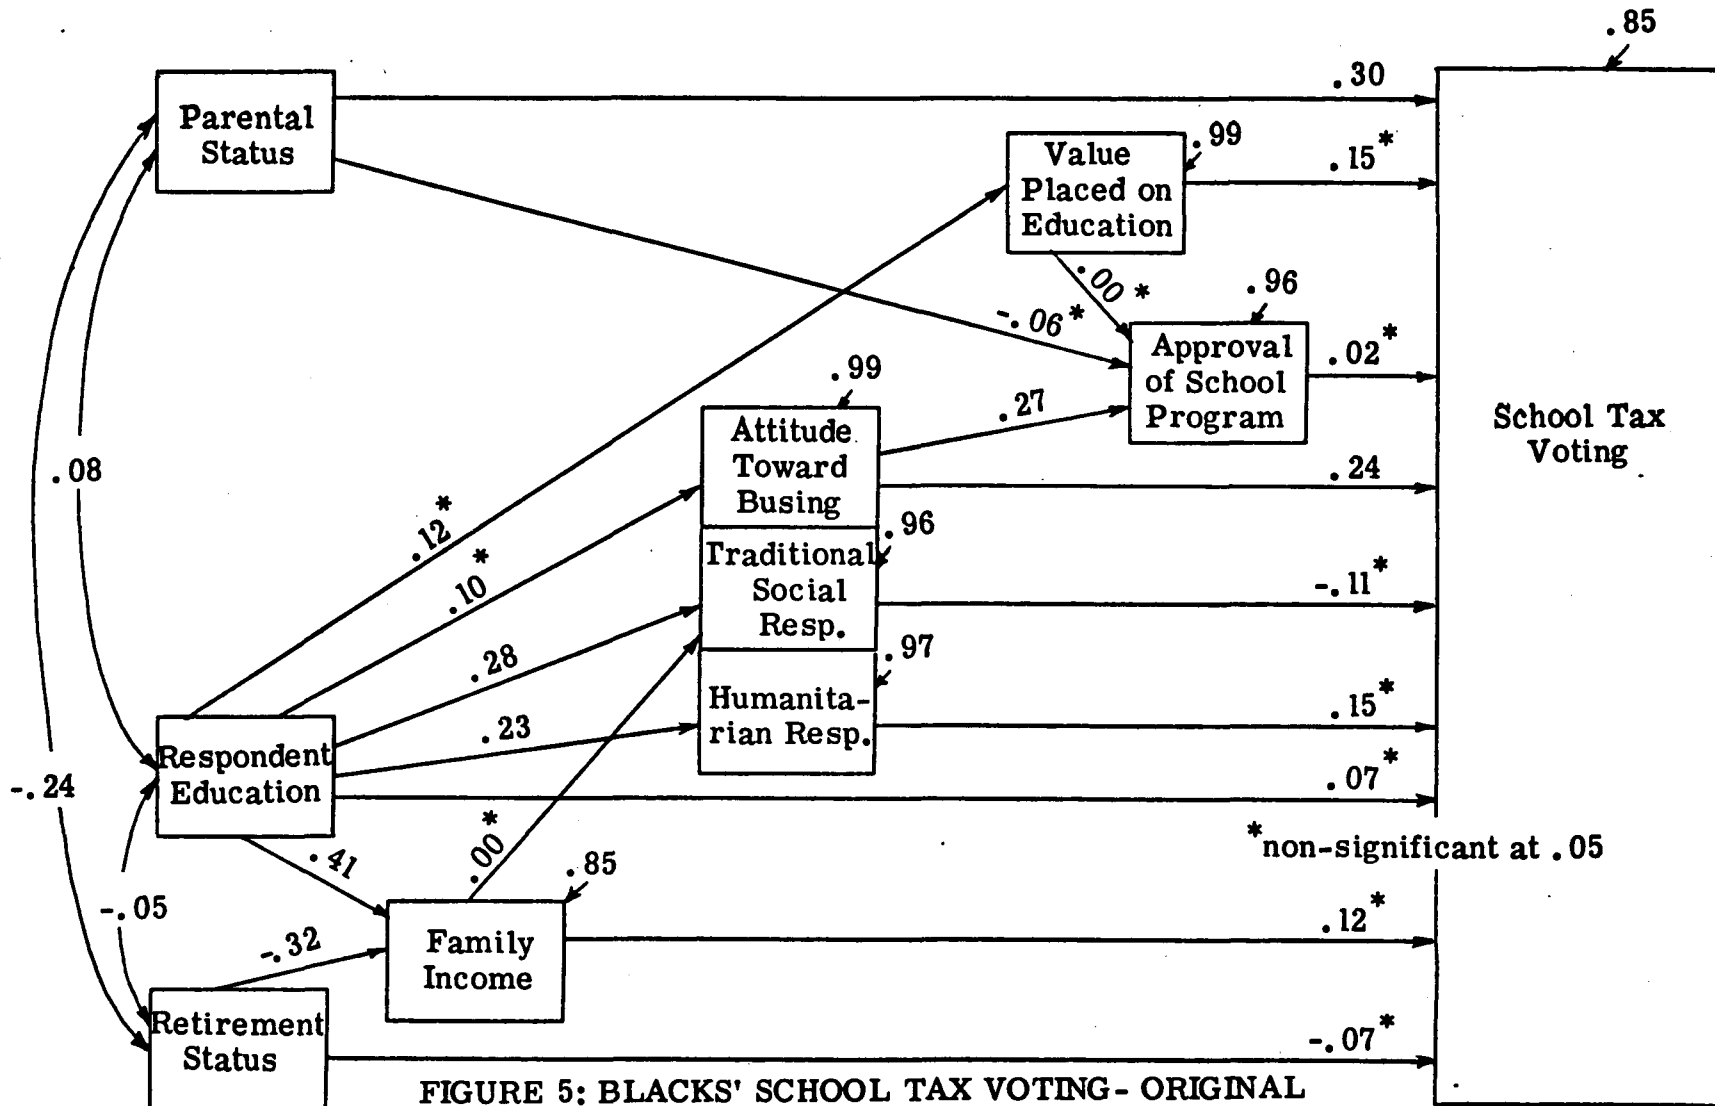 .85
.30
Parental
Status
.99
.15*
Value
Placed on
Education
.00*
.96
-.06*
.02*
Approval
of School
Program
.99
.27
School Tax
Voting
Attitude
Toward
Busing
.24
.08
.12*
.10*
.96
Traditional
Social
Resp.
-.11*
.28
.97
Humanita-
rian Resp.
.15*
.23
Respondent
Education
.07*
-.24
*non-significant at .05
.41
.00*
.85
-.05
.12*
-.32
Family
Income
Retirement
Status
-.07*
FIGURE 5: BLACKS' SCHOOL TAX VOTING- ORIGINAL